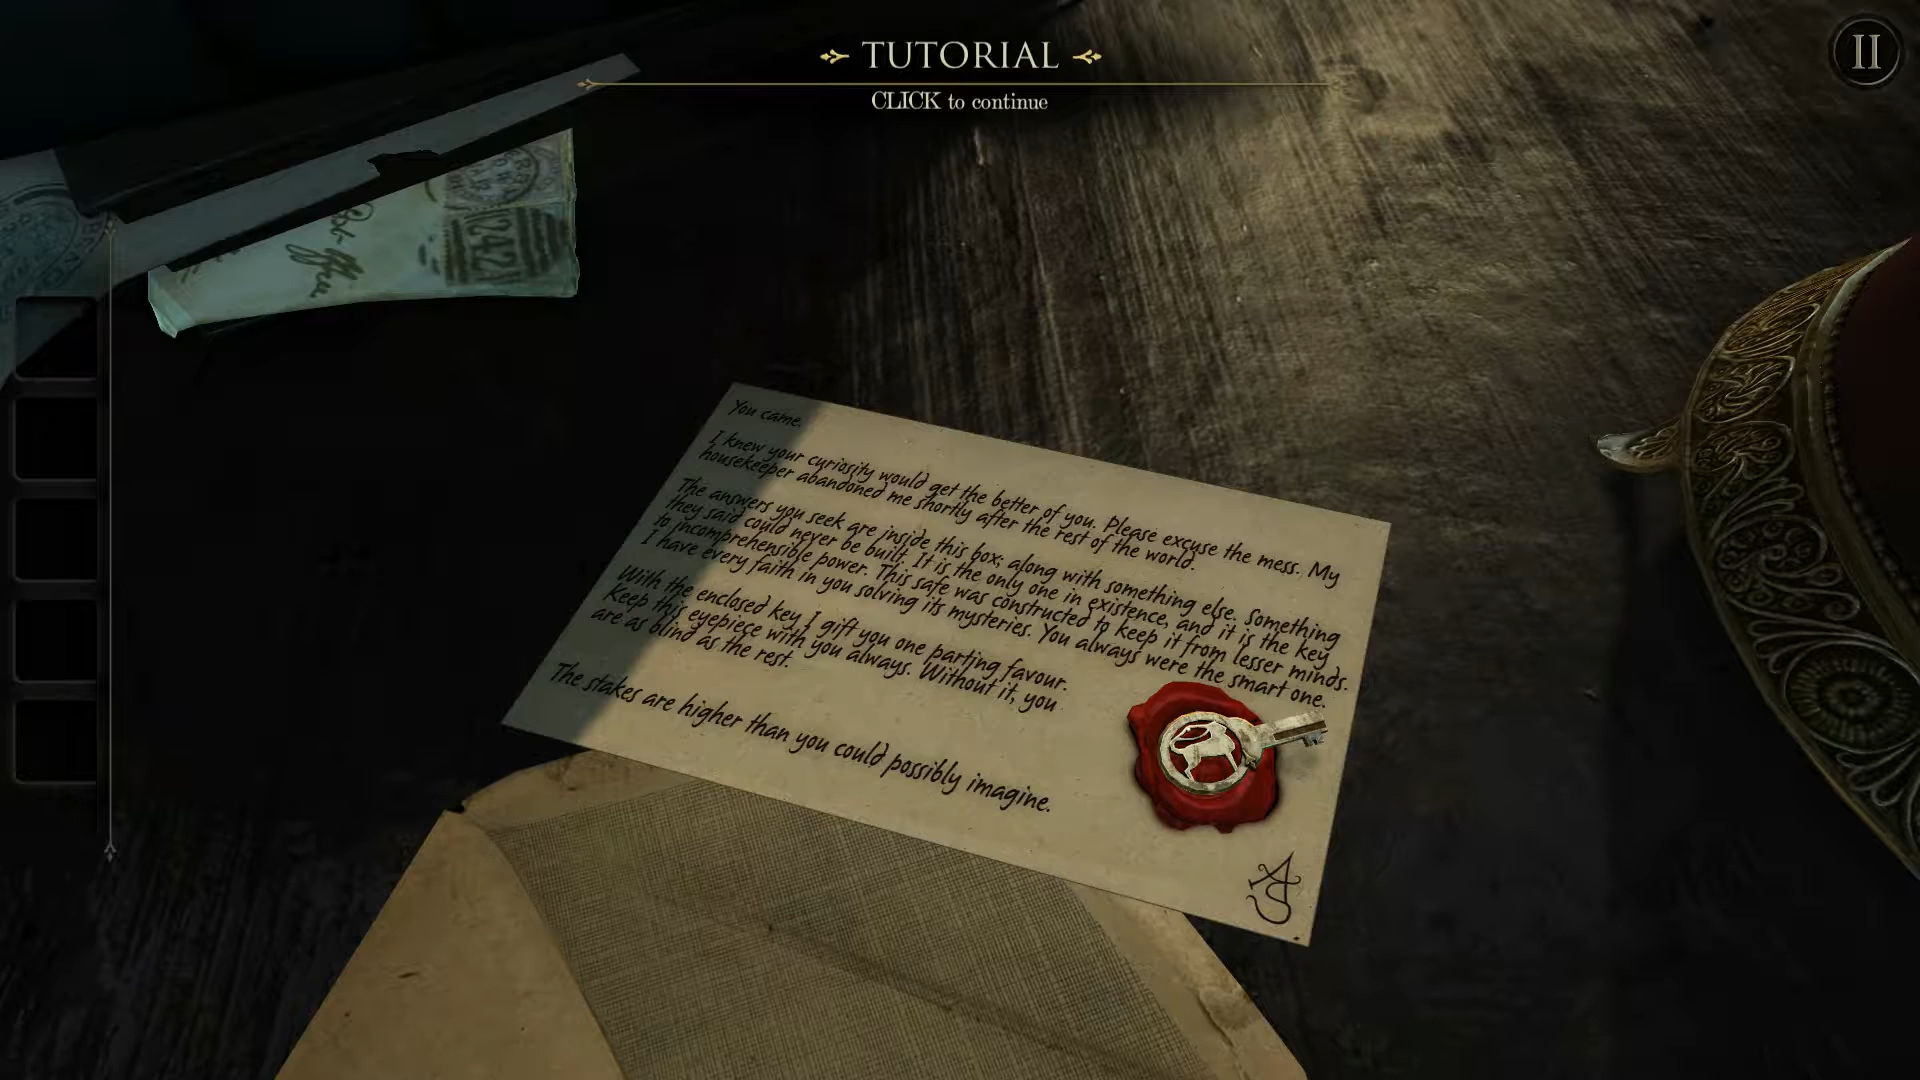 TUTORIAL
CLICK to continue
II
Post-Office
1242
You came.
I knew your curiosity would get the better of you. Please excuse the mess. My
housekeeper abandoned me shortly after the rest of the world.
The answers you seek are inside this box; along with something else. Something
they said could never be built. It is the only one in existence, and it is the key
to incomprehensible power. This safe was constructed to keep it from lesser minds.
I have every faith in you solving its mysteries. You always were the smart one.
With the enclosed key I gift you one parting favour.
Keep this eyepiece with you always. Without it, you
are as blind as the rest.
The stakes are higher than you could possibly imagine.
AS